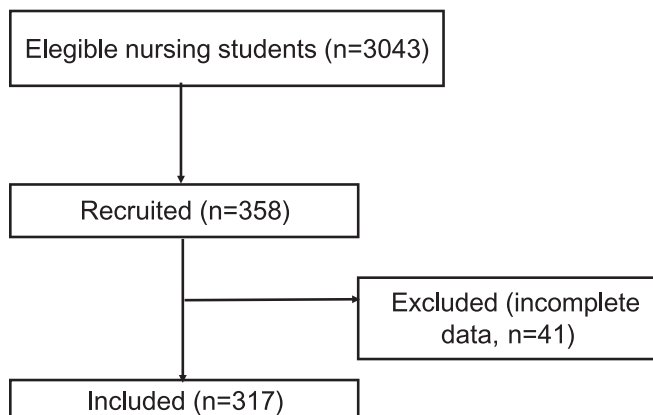 Elegible nursing students (n=3043)
Recruited (n=358)
Excluded (incomplete
data, n=41)
Included (n=317)